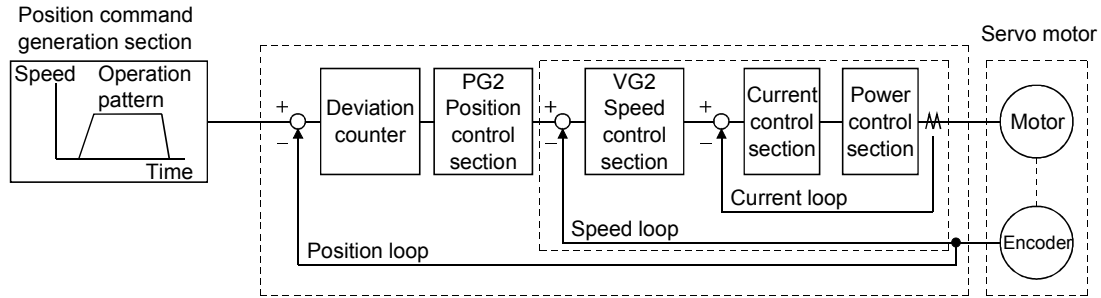 Position command
generation section
Speed
Operation
pattern
Time
+
−
Deviation
counter
PG2
Position
control
section
+
−
VG2
Speed
control
section
+
−
Current
control
section
Power
control
section
Current loop
Speed loop
Position loop
Servo motor
Motor
Encoder